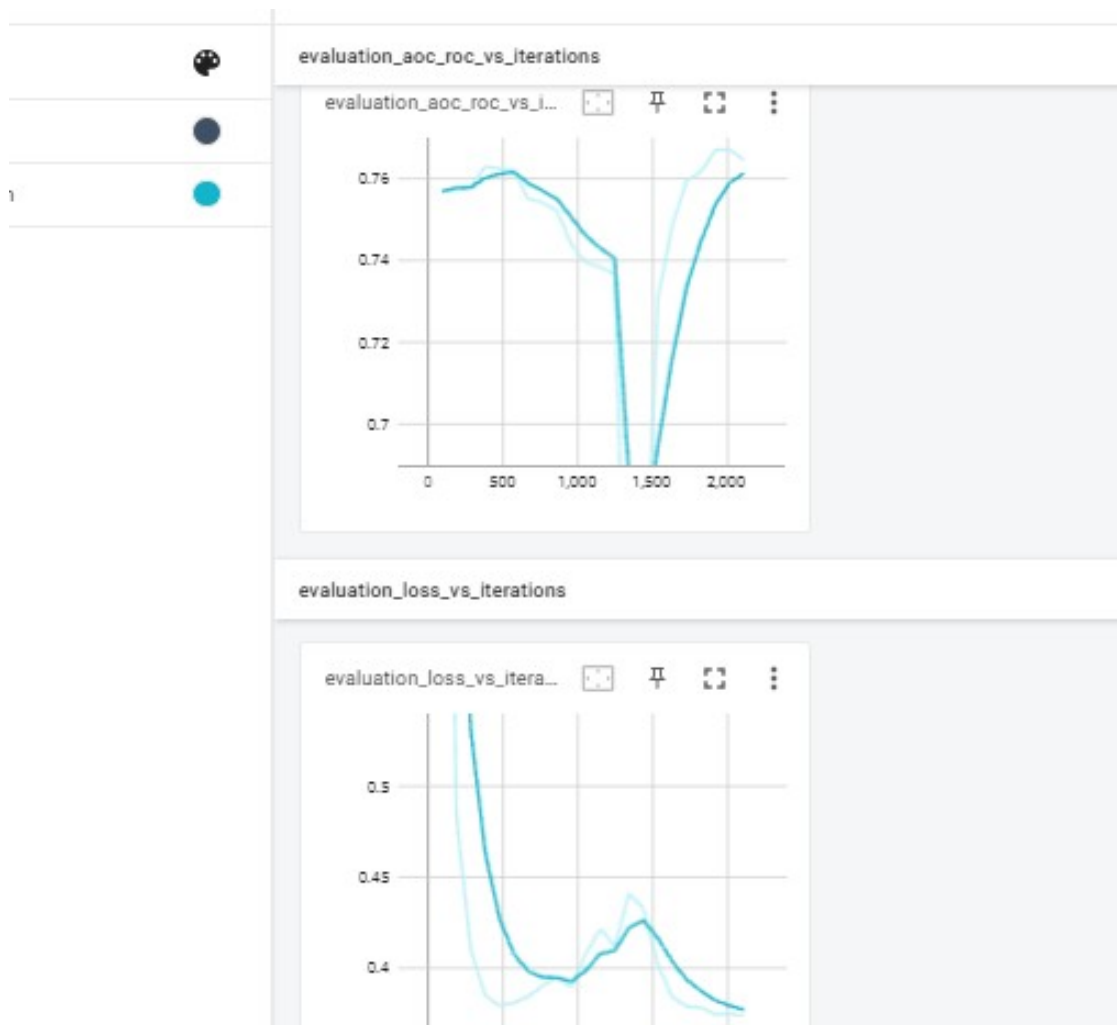 evaluation_aoc_roc_vs_iterations
evaluation_aoc_roc_vs_i...
0.76
0.74
0.72
0.7
0 500 1,000 1,500 2,000
evaluation_loss_vs_iterations
evaluation_loss_vs_itera...
0.5
0.45
0.4